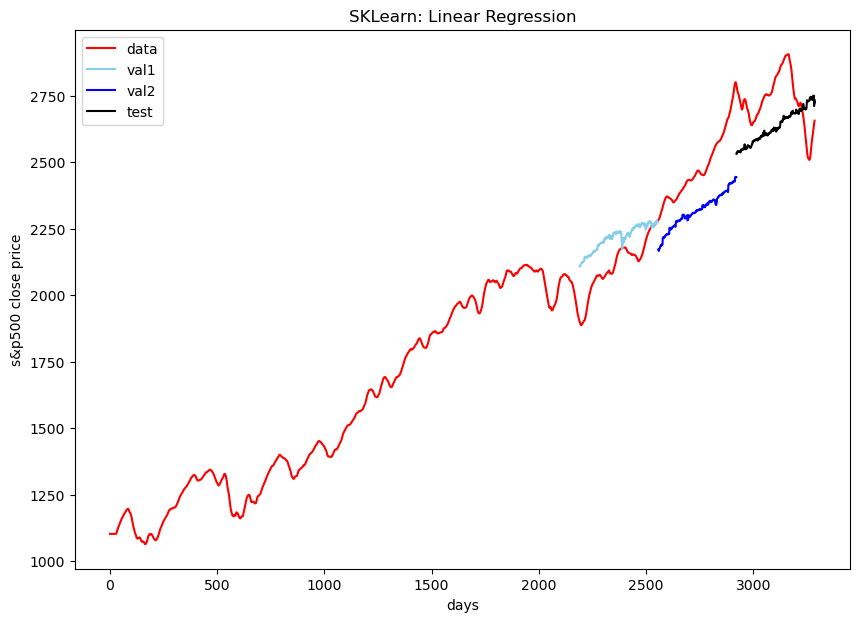 SKLearn: Linear Regression
data
val1
val2
test
s&p500 close price
2750
2500
2250
2000
1750
1500
1250
1000
0 500 1000 1500 2000 2500 3000
days